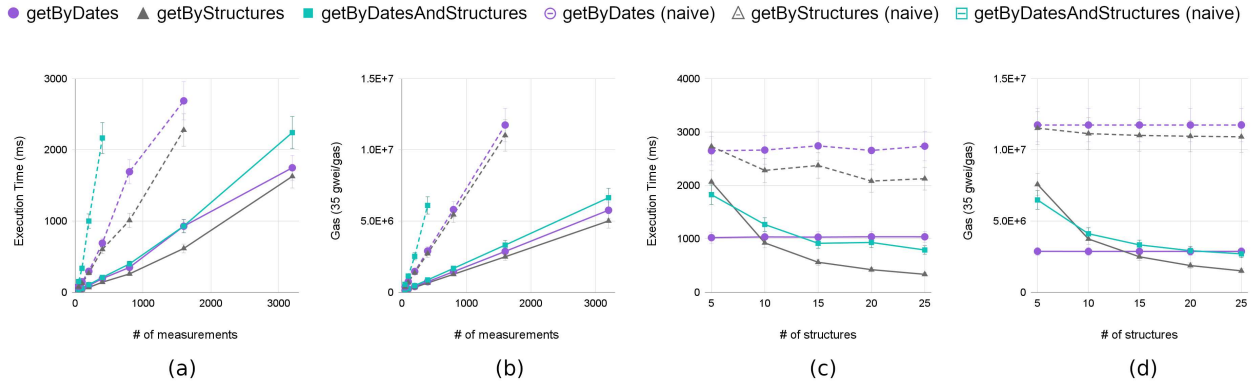 getByDates getByStructures getByDatesAndStructures getByDates (naive) getByStructures (naive) getByDatesAndStructures (naive)
Execution Time (ms)
3000
2000
1000
0
0 1000 2000 3000
# of measurements
(a)
Gas (35 gwei/gas)
1.5E+7
1.0E+7
5.0E+6
0
0 1000 2000 3000
# of measurements
(b)
Execution Time (ms)
4000
3000
2000
1000
0
5 10 15 20 25
# of structures
(c)
Gas (35 gwei/gas)
1.5E+7
1.0E+7
5.0E+6
0
5 10 15 20 25
# of structures
(d)